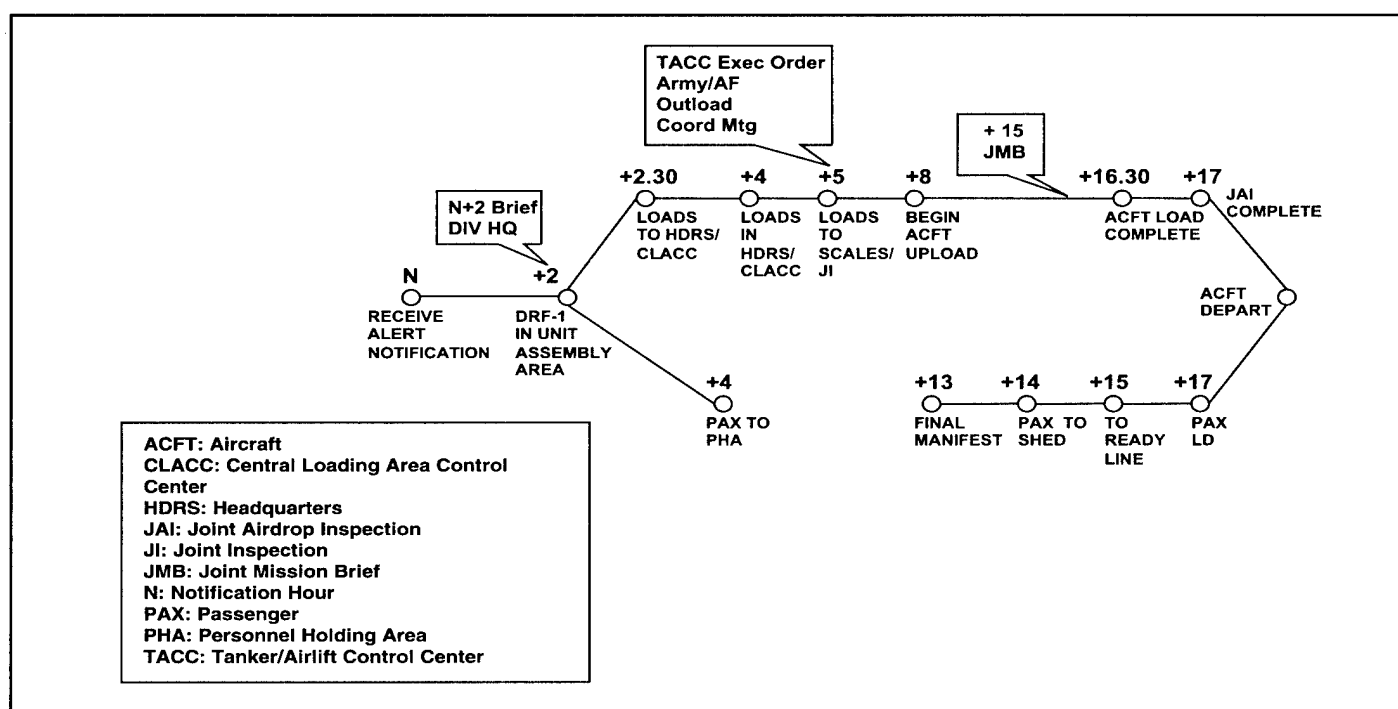 TACC Exec Order
Army/AF
Outload
Coord Mtg
+ 15
JMB
N+2 Brief
DIV HQ
+2.30
+4
+5
+8
+16.30
+17
LOADS
TO HDRS/
CLACC
LOADS
IN
HDRS/
CLACC
LOADS
TO
SCALES/
JI
BEGIN
ACFT
UPLOAD
ACFT LOAD
COMPLETE
JAI
COMPLETE
N
+2
RECEIVE
ALERT
NOTIFICATION
DRF-1
IN UNIT
ASSEMBLY
AREA
ACFT
DEPART
+4
PAX TO
PHA
+13
FINAL
MANIFEST
+14
PAX TO
SHED
+15
TO
READY
LINE
+17
PAX
LD
ACFT: Aircraft
CLACC: Central Loading Area Control
Center
HDRS: Headquarters
JAI: Joint Airdrop Inspection
JI: Joint Inspection
JMB: Joint Mission Brief
N: Notification Hour
PAX: Passenger
PHA: Personnel Holding Area
TACC: Tanker/Airlift Control Center